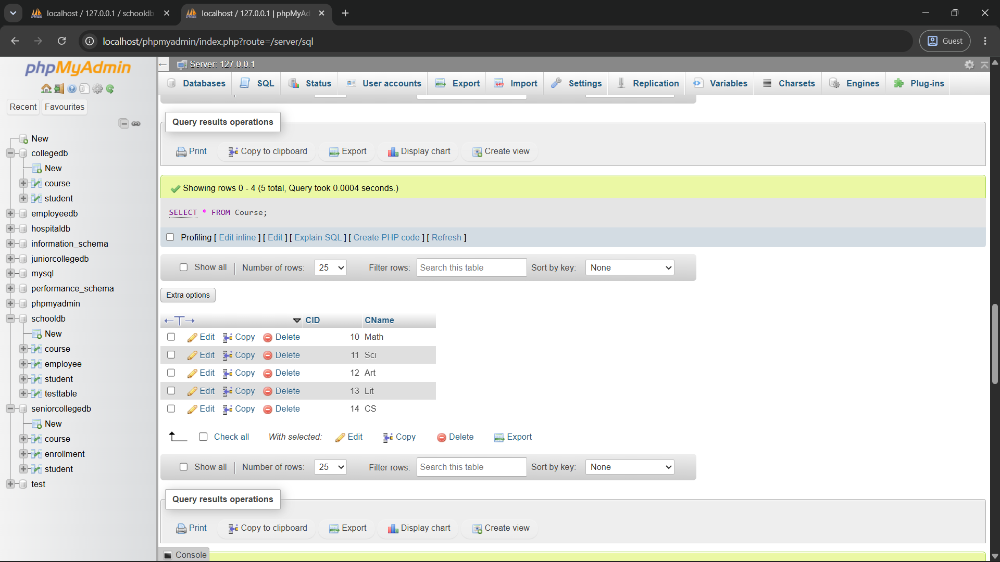 localhost / 127.0.0.1 / schooldb
localhost / 127.0.0.1 | phpMyAd
localhost/phpmyadmin/index.php?route=/server/sql
Guest
phpMyAdmin
Recent
Favourites
New
collegedb
New
course
student
employeedb
hospitaldb
information_schema
juniorcollegedb
mysql
performance_schema
phpmyadmin
schooldb
New
course
employee
student
testtable
seniorcollegedb
New
course
enrollment
student
test
Server: 127.0.0.1
Databases SQL Status User accounts Export Import Settings Replication Variables Charsets Engines Plug-ins
Query results operations
Print Copy to clipboard Export Display chart Create view
Showing rows 0 - 4 (5 total, Query took 0.0004 seconds.)
SELECT * FROM Course;
Profiling [ Edit inline ] [ Edit ] [ Explain SQL ] [ Create PHP code ] [ Refresh ]
Show all | Number of rows: 25 Filter rows: Search this table Sort by key: None
Extra options
←T→ CID CName
Edit Copy Delete 10 Math
Edit Copy Delete 11 Sci
Edit Copy Delete 12 Art
Edit Copy Delete 13 Lit
Edit Copy Delete 14 CS
Check all With selected: Edit Copy Delete Export
Show all | Number of rows: 25 Filter rows: Search this table Sort by key: None
Query results operations
Print Copy to clipboard Export Display chart Create view
Console